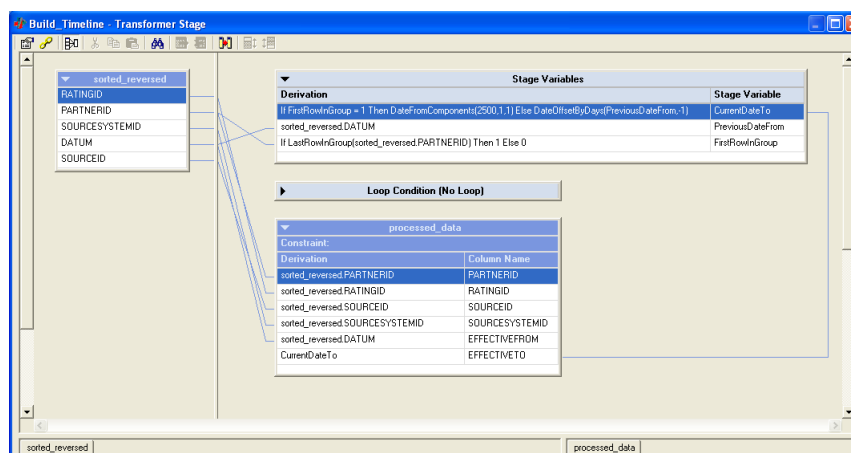 Build_Timeline - Transformer Stage
sorted_reversed
RATINGID
PARTNERID
SOURCESYSTEMID
DATUM
SOURCEID
Stage Variables
Derivation Stage Variable
If FirstRowInGroup = 1 Then DateFromComponents(2500,1,1) Else DateOffsetByDays(PreviousDateFrom,-1) CurrentDateTo
sorted_reversed.DATUM PreviousDateFrom
If LastRowInGroup(sorted_reversed.PARTNERID) Then 1 Else 0 FirstRowInGroup
Loop Condition (No Loop)
processed_data
Constraint:
Derivation Column Name
sorted_reversed.PARTNERID PARTNERID
sorted_reversed.RATINGID RATINGID
sorted_reversed.SOURCEID SOURCEID
sorted_reversed.SOURCESYSTEMID SOURCESYSTEMID
sorted_reversed.DATUM EFFECTIVEFROM
CurrentDateTo EFFECTIVETO
sorted_reversed processed_data